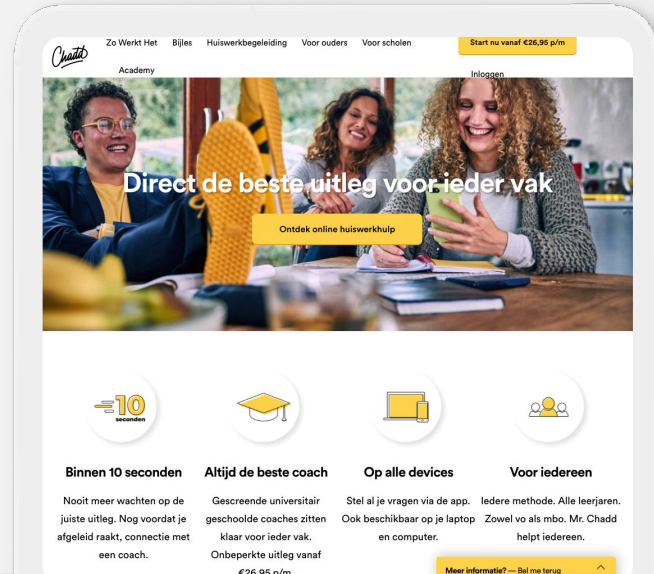 Chadd
Zo Werkt Het Bijles Huiswerkbegeleiding Voor ouders Voor scholen
Start nu vanaf €26,95 p/m
Academy
Inloggen
Direct de beste uitleg voor ieder vak
Ontdek online huiswerkhulp
10
seconden
Binnen 10 seconden
Nooit meer wachten op de
juiste uitleg. Nog voordat je
afgeleid raakt, connectie met
een coach.
Altijd de beste coach
Gescreende universitair
geschoolde coaches zitten
klaar voor ieder vak.
Onbeperkte uitleg vanaf
€26,95 p/m.
Op alle devices
Stel al je vragen via de app.
Ook beschikbaar op je laptop
en computer.
Voor iedereen
Iedere methode. Alle leerjaren.
Zowel vo als mbo. Mr. Chadd
helpt iedereen.
Meer informatie? — Bel me terug